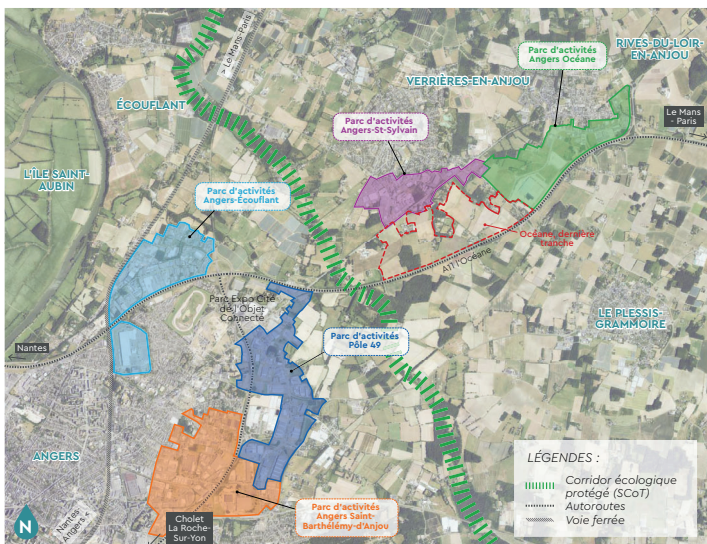 > Le Mans-Paris
Parc d'activités
Angers Océane
RIVES-DU-LOIR-
EN-ANJOU
VERRIÈRES-EN-ANJOU
ÉCOUFLANT
Le Mans
- Paris
Parc d'activités
Angers-St-Sylvain
L'ÎLE SAINT-
AUBIN
Parc d'activités
Angers-Écouflant
Océane, dernière
tranche
A11 l'Océane
Parc Expo Cité
de l'Objet
Connecté
LE PLESSIS-
GRAMMOIRE
Parc d'activités
Pôle 49
Nantes
ANGERS
LÉGENDES :
Corridor écologique
protégé (SCoT)
Autoroutes
Voie ferrée
Parc d'activités
Angers Saint-
Barthélémy-d'Anjou
Nantes
Angers <
Cholet
La Roche-
Sur-Yon
N